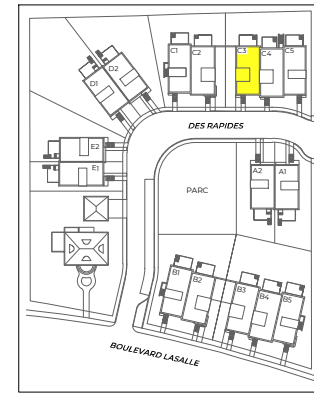 C1
C2
C3
C4
C5
D2
D1
DES RAPIDES
E2
E1
A2
A1
PARC
B1
B2
B3
B4
B5
BOULEVARD LASALLE